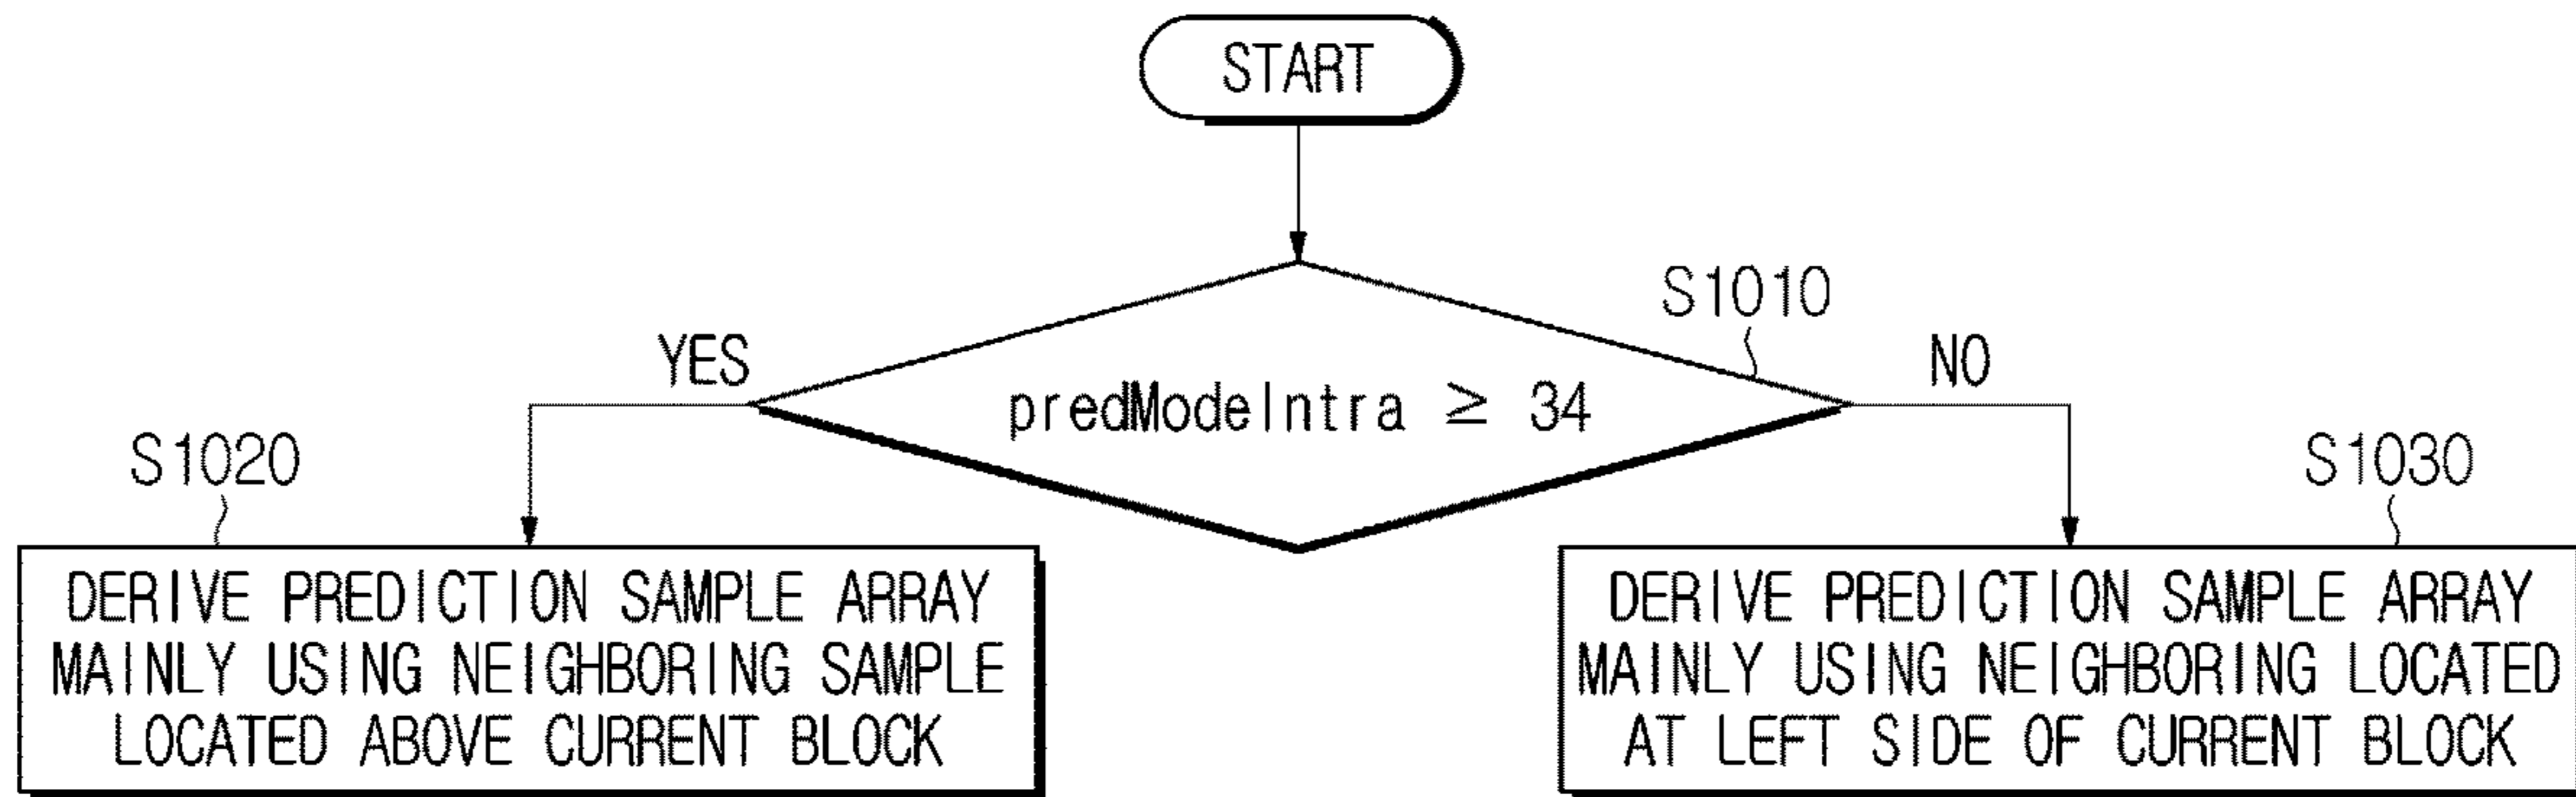 START
S1010
YES
NO
predModeIntra ≥ 34
S1020
S1030
DERIVE PREDICTION SAMPLE ARRAY
MAINLY USING NEIGHBORING SAMPLE
LOCATED ABOVE CURRENT BLOCK
DERIVE PREDICTION SAMPLE ARRAY
MAINLY USING NEIGHBORING LOCATED
AT LEFT SIDE OF CURRENT BLOCK